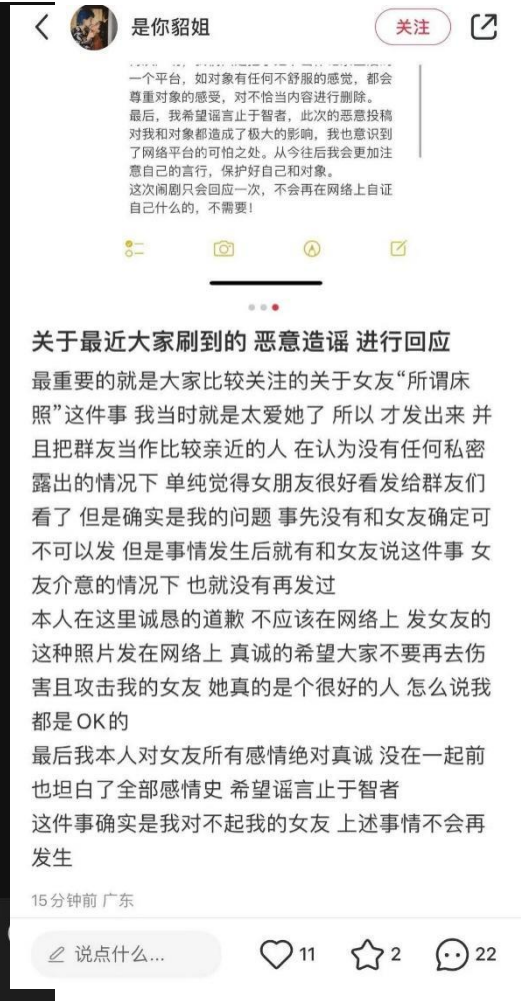 是你貂姐
关注
一个平台，如对象有任何不舒服的感觉，都会
尊重对象的感受，对不恰当内容进行删除。
最后，我希望谣言止于智者，此次的恶意投稿
对我和对象都造成了极大的影响，我也意识到
了网络平台的可怕之处。从今往后我会更加注
意自己的言行，保护好自己和对象。
这次闹剧只会回应一次，不会再在网络上自证
自己什么的，不需要！
关于最近大家刷到的 恶意造谣 进行回应
最重要的就是大家比较关注的关于女友“所谓床
照”这件事 我当时就是太爱她了 所以 才发出来 并
且把群友当作比较亲近的人 在认为没有任何私密
露出的情况下 单纯觉得女朋友很好看发给群友们
看了 但是确实是我的问题 事先没有和女友确定可
不可以发 但是事情发生后就有和女友说这件事 女
友介意的情况下 也就没有再发过
本人在这里诚恳的道歉 不应该在网络上 发女友的
这种照片发在网络上 真诚的希望大家不要再去伤
害且攻击我的女友 她真的是个很好的人 怎么说我
都是OK的
最后我本人对女友所有感情绝对真诚 没在一起前
也坦白了全部感情史 希望谣言止于智者
这件事确实是我对不起我的女友 上述事情不会再
发生
15分钟前 广东
说点什么...
11
2
22